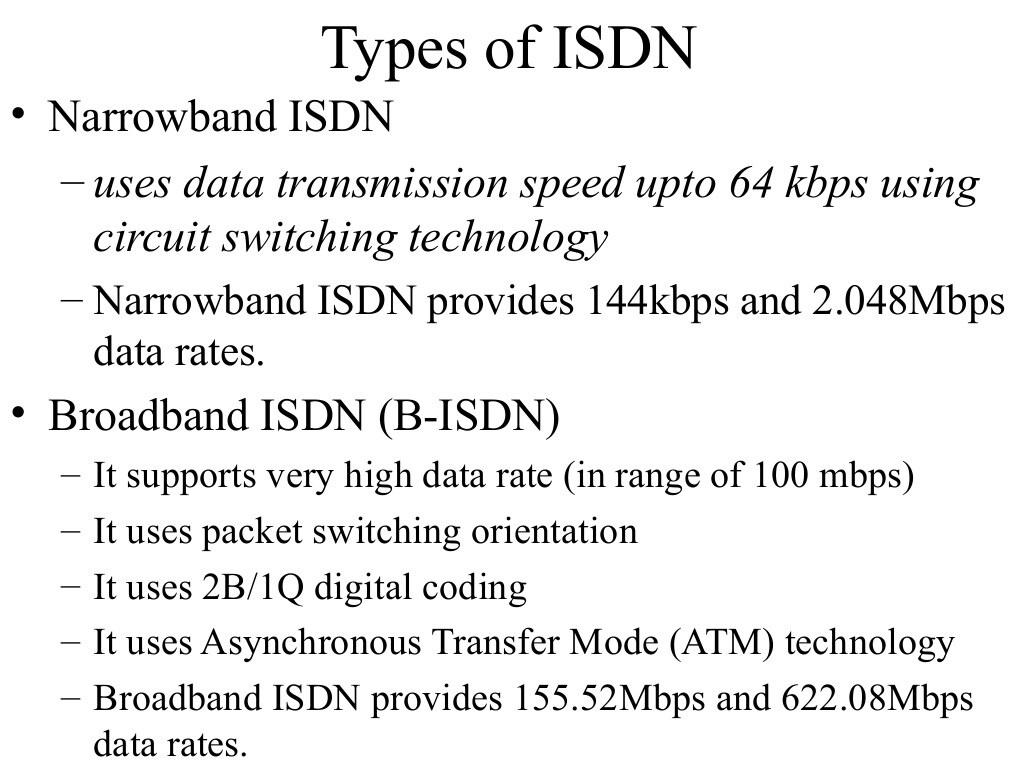 Types of ISDN
• Narrowband ISDN
– uses data transmission speed upto 64 kbps using
circuit switching technology
– Narrowband ISDN provides 144kbps and 2.048Mbps
data rates.
• Broadband ISDN (B-ISDN)
– It supports very high data rate (in range of 100 mbps)
– It uses packet switching orientation
– It uses 2B/1Q digital coding
– It uses Asynchronous Transfer Mode (ATM) technology
– Broadband ISDN provides 155.52Mbps and 622.08Mbps
data rates.